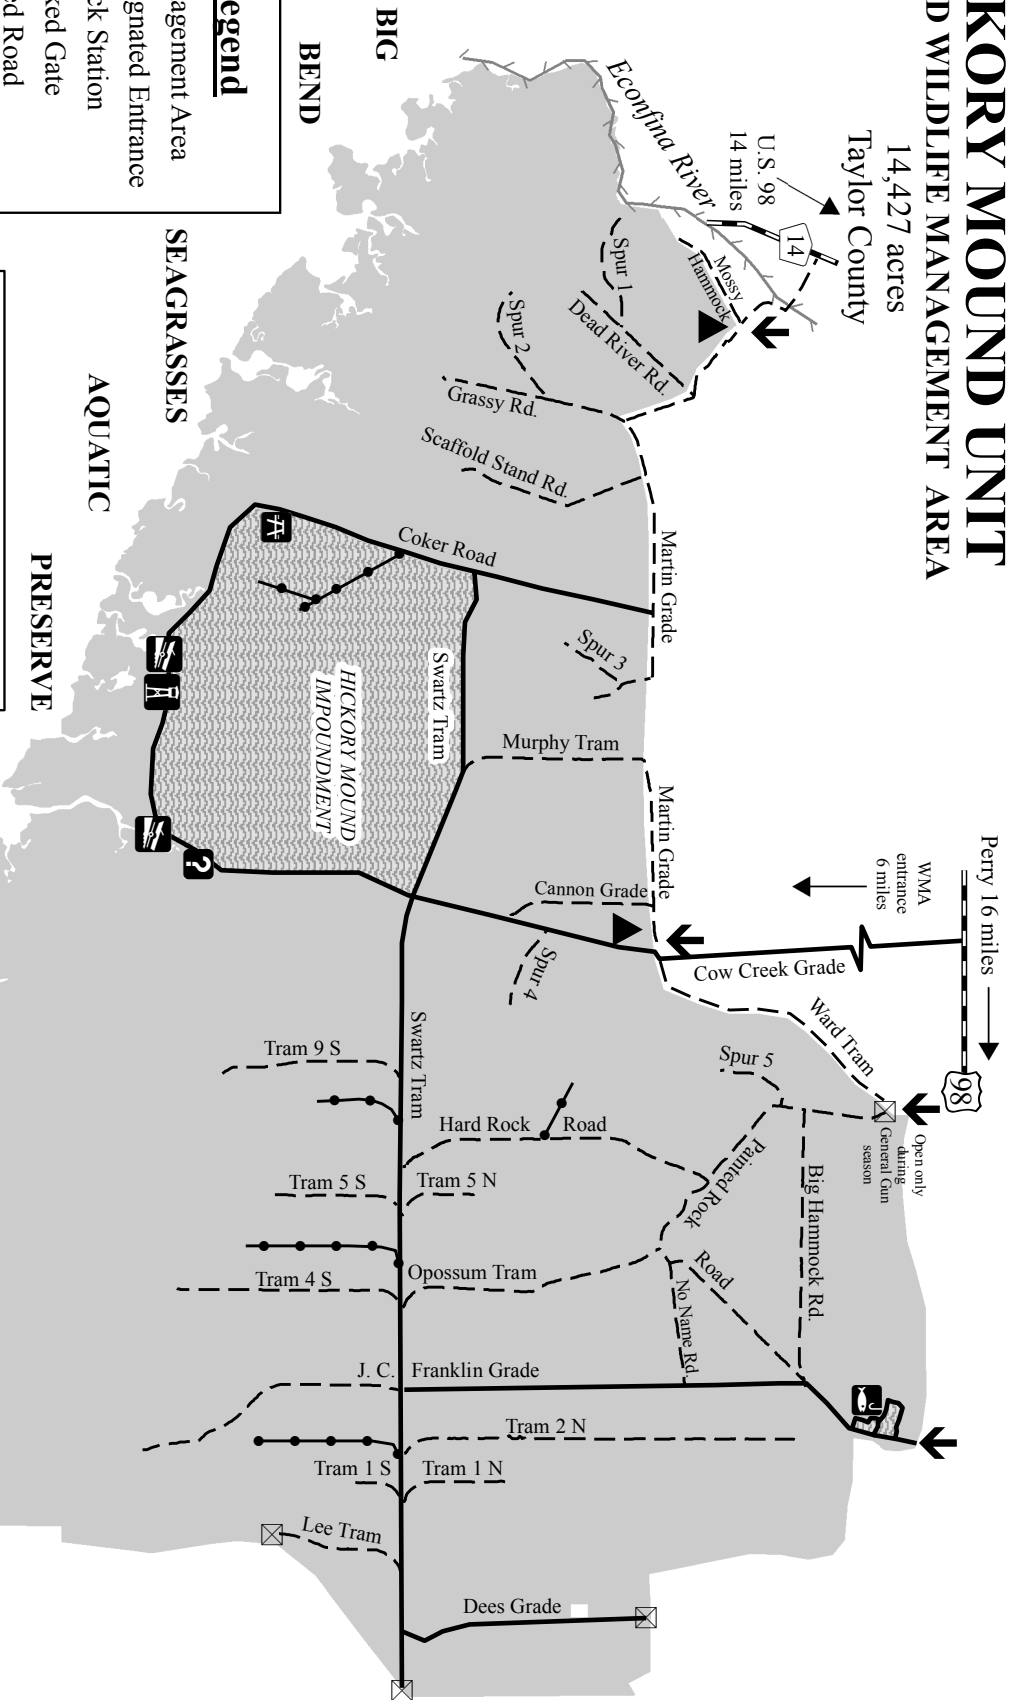 KORY MOUND UNIT
D WILDLIFE MANAGEMENT AREA
14,427 acres
Taylor County
U.S. 98
14 miles
14
Econfina River
Mossy
Hammock
Spur 1
Dead River Rd.
Spur 2
Grassy Rd.
Scaffold Stand Rd.
Coker Road
Martin Grade
Spur 3
Swartz Tram
HICKORY MOUND
IMPOUNDMENT
Murphy Tram
Martin Grade
Cannon Grade
Spur 4
WMA
entrance
6 miles
Perry 16 miles
98
Cow Creek Grade
Ward Tram
Open only
during
General Gun
season
Spur 5
Painted Rock
Road
Big Hammock Rd.
No Name Rd.
Hard Rock Road
Swartz Tram
Tram 9 S
Tram 5 S
Tram 5 N
Tram 4 S
Opossum Tram
J. C. Franklin Grade
Tram 2 N
Tram 1 S
Tram 1 N
Lee Tram
Dees Grade
?
BIG
BEND
SEAGRASSES
AQUATIC
PRESERVE
egend
agement Area
gnated Entrance
ck Station
ked Gate
ed Road